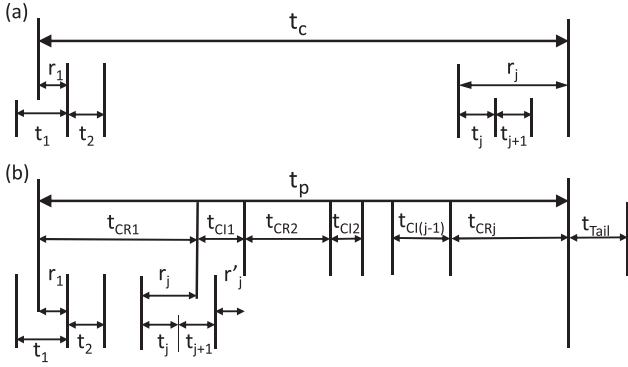 (a)
t_c
r_1 r_j
t_1 t_2 t_j t_{j+1}
(b)
t_p
t_{CR1} t_{CI1} t_{CR2} t_{CI2} t_{CI(j-1)} t_{CRj} t_{Tail}
r_1 r_j r'_j
t_1 t_2 t_j t_{j+1}